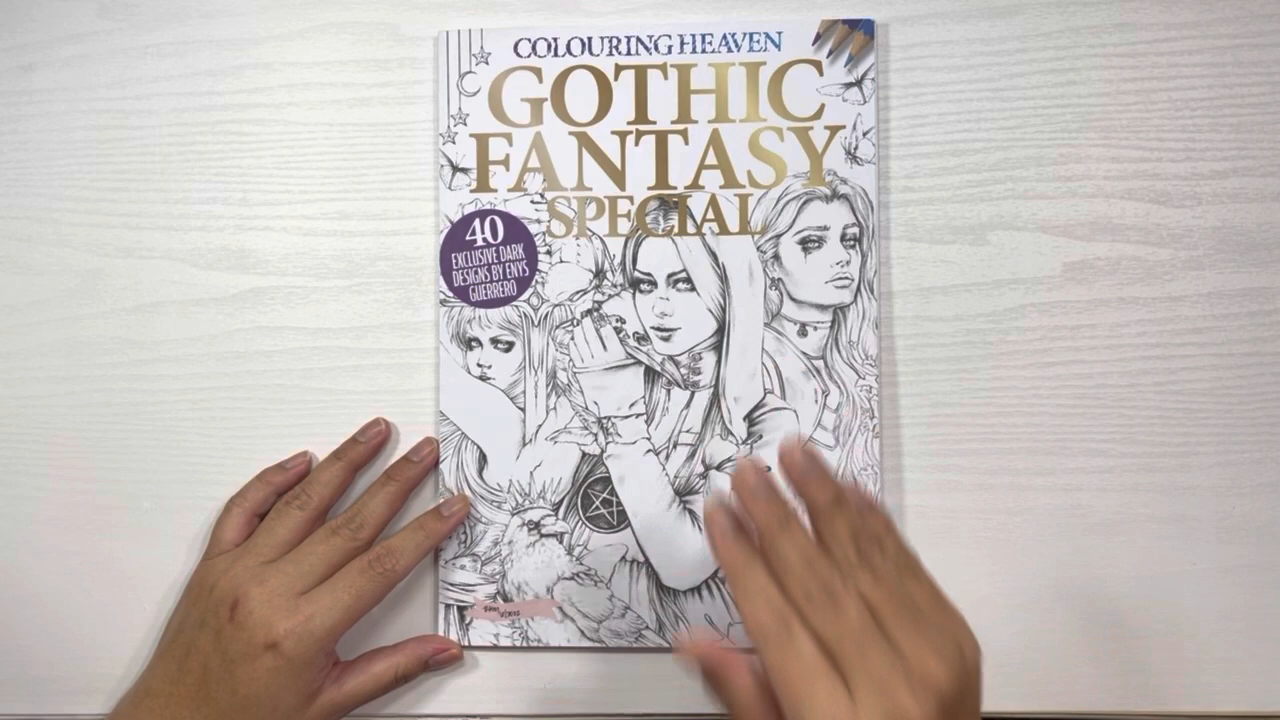 COLOURING HEAVEN
GOTHIC
FANTASY
SPECIAL
40
EXCLUSIVE DARK
DESIGNS BY ENYS
GUERRERO